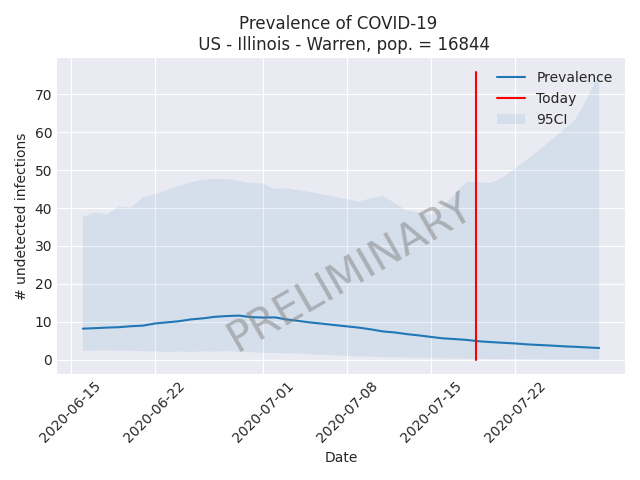 Prevalence of COVID-19
US - Illinois - Warren, pop. = 16844
Prevalence
Today
95CI
# undetected infections
70
60
50
40
30
20
10
0
PRELIMINARY
2020-06-15
2020-06-22
2020-07-01
2020-07-08
2020-07-15
2020-07-22
Date